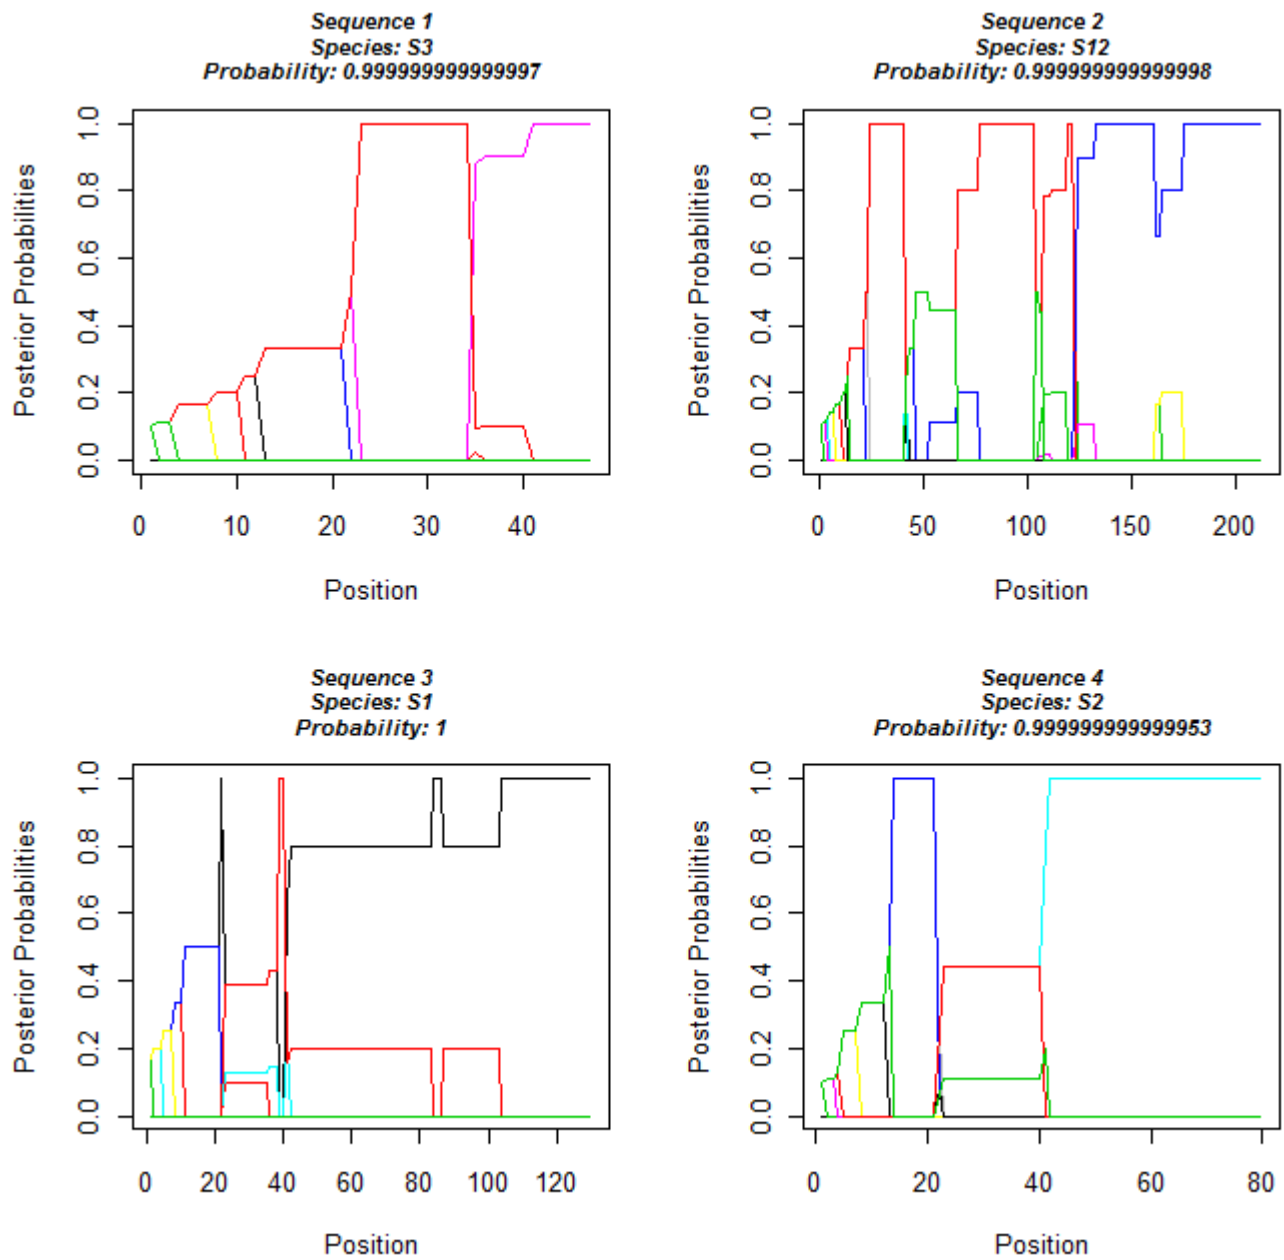 Sequence 1
Species: S3
Probability: 0.999999999999997
Posterior Probabilities
0.0 0.2 0.4 0.6 0.8 1.0
0 10 20 30 40
Position
Sequence 2
Species: S12
Probability: 0.999999999999998
Posterior Probabilities
0.0 0.2 0.4 0.6 0.8 1.0
0 50 100 150 200
Position
Sequence 3
Species: S1
Probability: 1
Posterior Probabilities
0.0 0.2 0.4 0.6 0.8 1.0
0 20 40 60 80 100 120
Position
Sequence 4
Species: S2
Probability: 0.999999999999953
Posterior Probabilities
0.0 0.2 0.4 0.6 0.8 1.0
0 20 40 60 80
Position